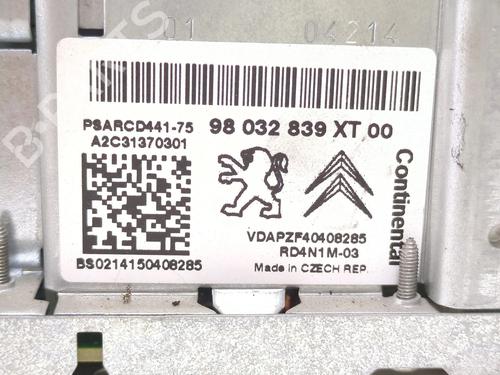 01 04214
PSARCD441-75 98 032 839 XT 00
A2C31370301
Continental
VDAPZF40408285
RD4N1M-03
BS0214150408285 Made in CZECH REP.
B-PARTS